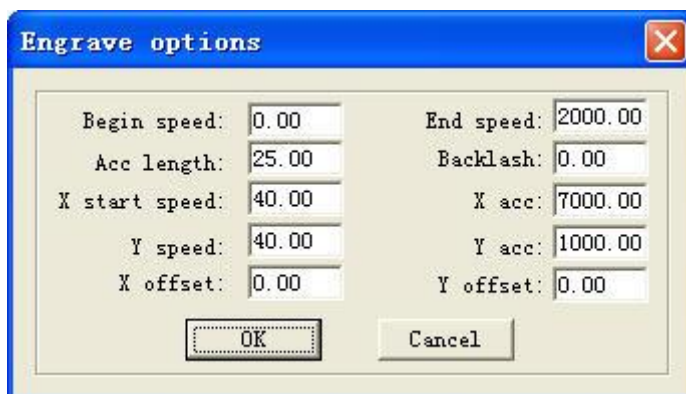 Engrave options
Begin speed: 0.00 End speed: 2000.00
Acc length: 25.00 Backlash: 0.00
X start speed: 40.00 X acc: 7000.00
Y speed: 40.00 Y acc: 1000.00
X offset: 0.00 Y offset: 0.00
OK Cancel